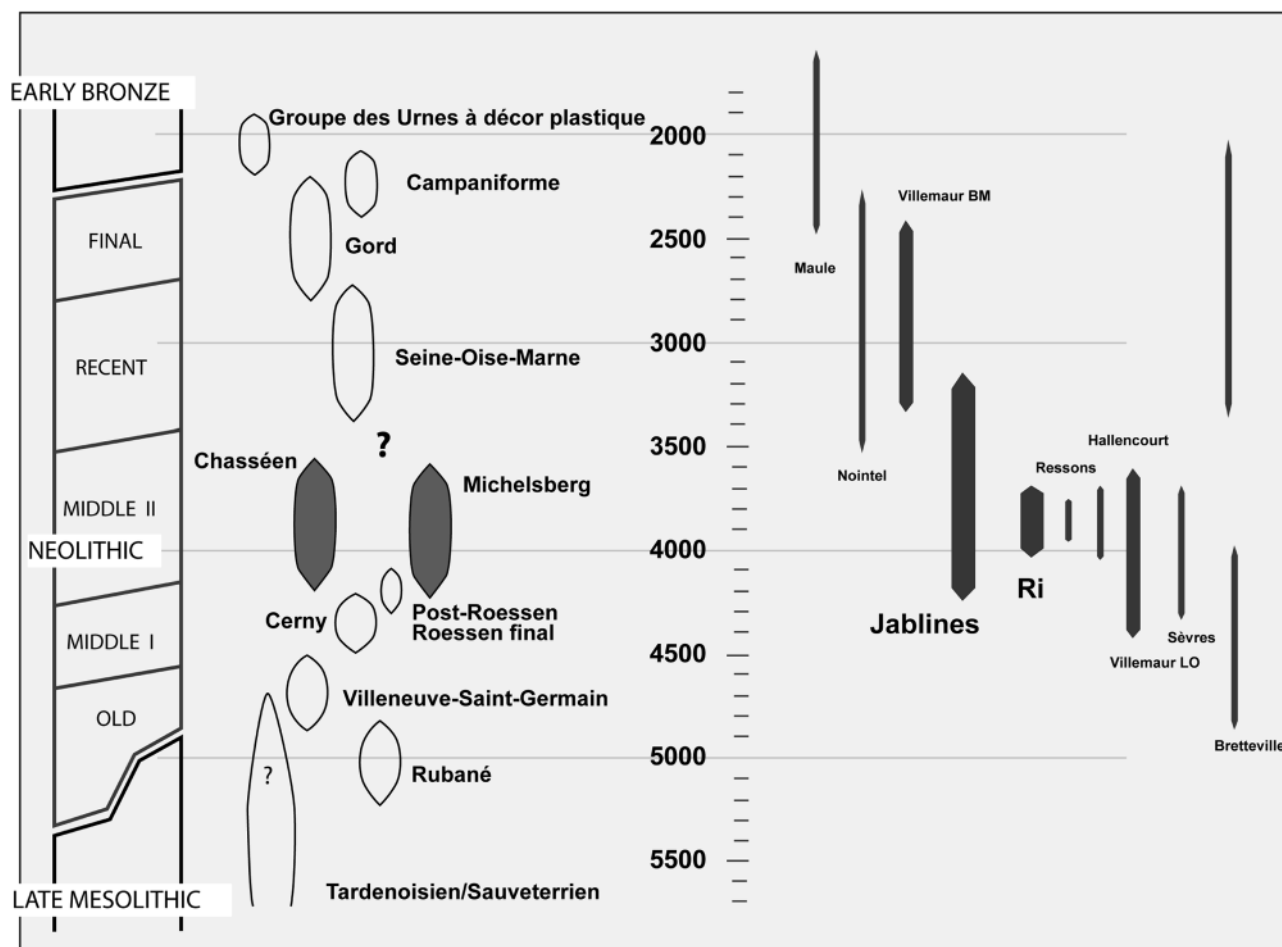 EARLY BRONZE
FINAL
RECENT
MIDDLE II
NEOLITHIC
MIDDLE I
OLD
LATE MESOLITHIC
Groupe des Urnes à décor plastique
Campaniforme
Gord
Seine-Oise-Marne
?
Chasséen
Michelsberg
Cerny
Post-Roessen
Roessen final
Villeneuve-Saint-Germain
?
Rubané
Tardenoisien/Sauveterrien
2000
2500
3000
3500
4000
4500
5000
5500
Maule
Villemaur BM
Nointel
Jablines
Ri
Ressons
Hallencourt
Villemaur LO
Sèvres
Bretteville